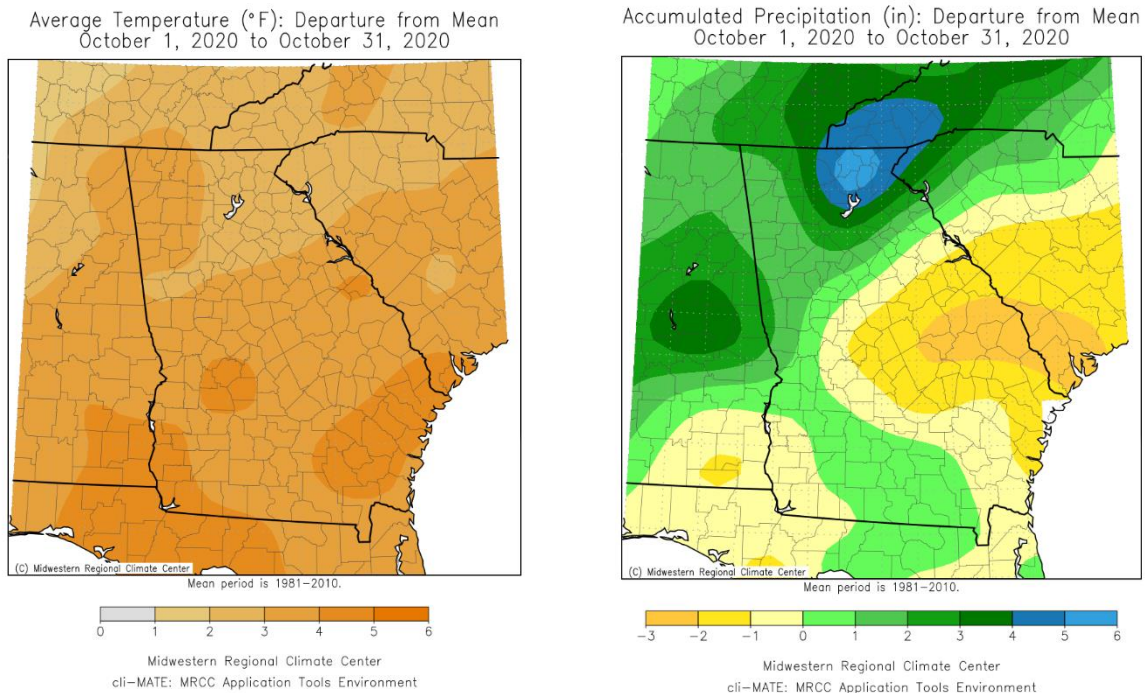 Average Temperature (°F): Departure from Mean
October 1, 2020 to October 31, 2020
(C) Midwestern Regional Climate Center
Mean period is 1981-2010.
0 1 2 3 4 5 6
Midwestern Regional Climate Center
cli-MATE: MRCC Application Tools Environment
Accumulated Precipitation (in): Departure from Mean
October 1, 2020 to October 31, 2020
(C) Midwestern Regional Climate Center
Mean period is 1981-2010.
-3 -2 -1 0 1 2 3 4 5 6
Midwestern Regional Climate Center
cli-MATE: MRCC Application Tools Environment